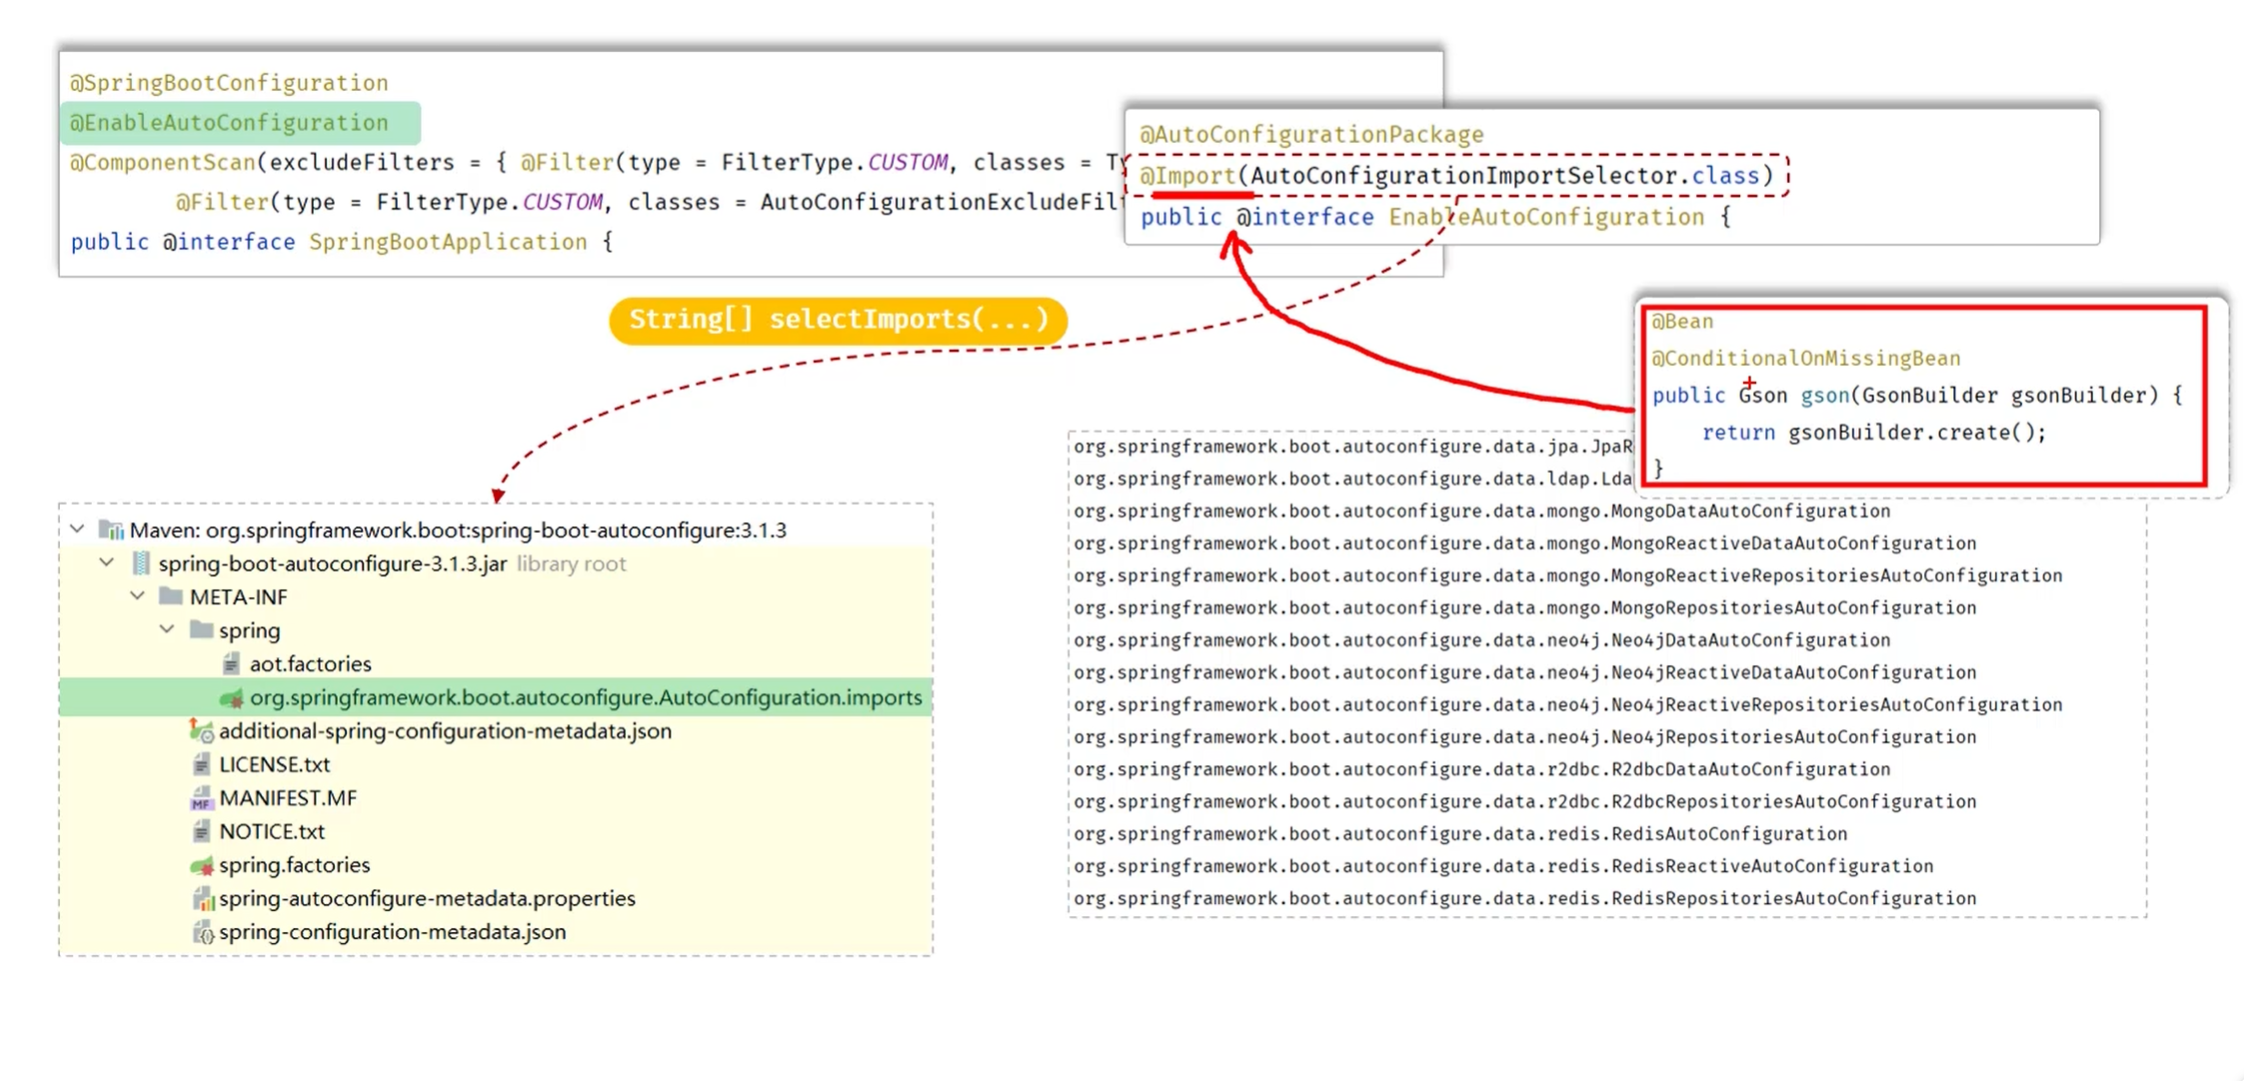 @SpringBootConfiguration
@EnableAutoConfiguration
@ComponentScan(excludeFilters = { @Filter(type = FilterType.CUSTOM, classes =
@Filter(type = FilterType.CUSTOM, classes =
public @interface SpringBootApplication {
@AutoConfigurationPackage
@Import(AutoConfigurationImportSelector.class)
public @interface EnableAutoConfiguration {
String[] selectImports(...)
@Bean
@ConditionalOnMissingBean
public Gson gson(GsonBuilder gsonBuilder) {
return gsonBuilder.create();
}
Maven: org.springframework.boot:spring-boot-autoconfigure:3.1.3
spring-boot-autoconfigure-3.1.3.jar library root
META-INF
spring
aot.factories
org.springframework.boot.autoconfigure.AutoConfiguration.imports
additional-spring-configuration-metadata.json
LICENSE.txt
MF MANIFEST.MF
NOTICE.txt
spring.factories
spring-autoconfigure-metadata.properties
spring-configuration-metadata.json
org.springframework.boot.autoconfigure.data.jpa.JpaR
org.springframework.boot.autoconfigure.data.ldap.Lda
org.springframework.boot.autoconfigure.data.mongo.MongoDataAutoConfiguration
org.springframework.boot.autoconfigure.data.mongo.MongoReactiveDataAutoConfiguration
org.springframework.boot.autoconfigure.data.mongo.MongoReactiveRepositoriesAutoConfiguration
org.springframework.boot.autoconfigure.data.mongo.MongoRepositoriesAutoConfiguration
org.springframework.boot.autoconfigure.data.neo4j.Neo4jDataAutoConfiguration
org.springframework.boot.autoconfigure.data.neo4j.Neo4jReactiveDataAutoConfiguration
org.springframework.boot.autoconfigure.data.neo4j.Neo4jReactiveRepositoriesAutoConfiguration
org.springframework.boot.autoconfigure.data.neo4j.Neo4jRepositoriesAutoConfiguration
org.springframework.boot.autoconfigure.data.r2dbc.R2dbcDataAutoConfiguration
org.springframework.boot.autoconfigure.data.r2dbc.R2dbcRepositoriesAutoConfiguration
org.springframework.boot.autoconfigure.data.redis.RedisAutoConfiguration
org.springframework.boot.autoconfigure.data.redis.RedisReactiveAutoConfiguration
org.springframework.boot.autoconfigure.data.redis.RedisRepositoriesAutoConfiguration